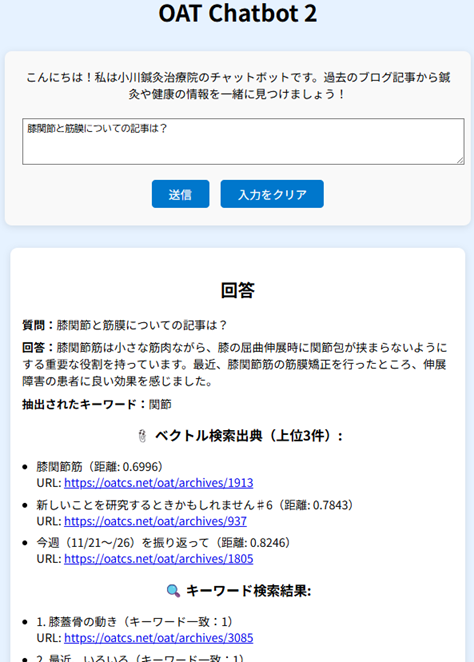 OAT Chatbot 2
こんにちは！私は小川鍼灸治療院のチャットボットです。過去のブログ記事から鍼
灸や健康の情報を一緒に見つけましょう！
膝関節と筋膜についての記事は？
送信 入力をクリア
回答
質問：膝関節と筋膜についての記事は？
回答：膝関節筋は小さな筋肉ながら、膝の屈曲伸展時に関節包が挟まらないように
する重要な役割を持っています。最近、膝関節筋の筋膜矯正を行ったところ、伸展
障害の患者に良い効果を感じました。
抽出されたキーワード：関節
ベクトル検索出典（上位3件）:
膝関節筋（距離: 0.6996）
URL: https://oatcs.net/oat/archives/1913
新しいことを研究するときかもしれません＃6（距離: 0.7843）
URL: https://oatcs.net/oat/archives/937
今週（11/21～/26）を振り返って（距離: 0.8246）
URL: https://oatcs.net/oat/archives/1805
キーワード検索結果:
1. 膝蓋骨の動き（キーワード一致：1）
URL: https://oatcs.net/oat/archives/3085
2. 最近、いろいろ（キーワード一致：1）